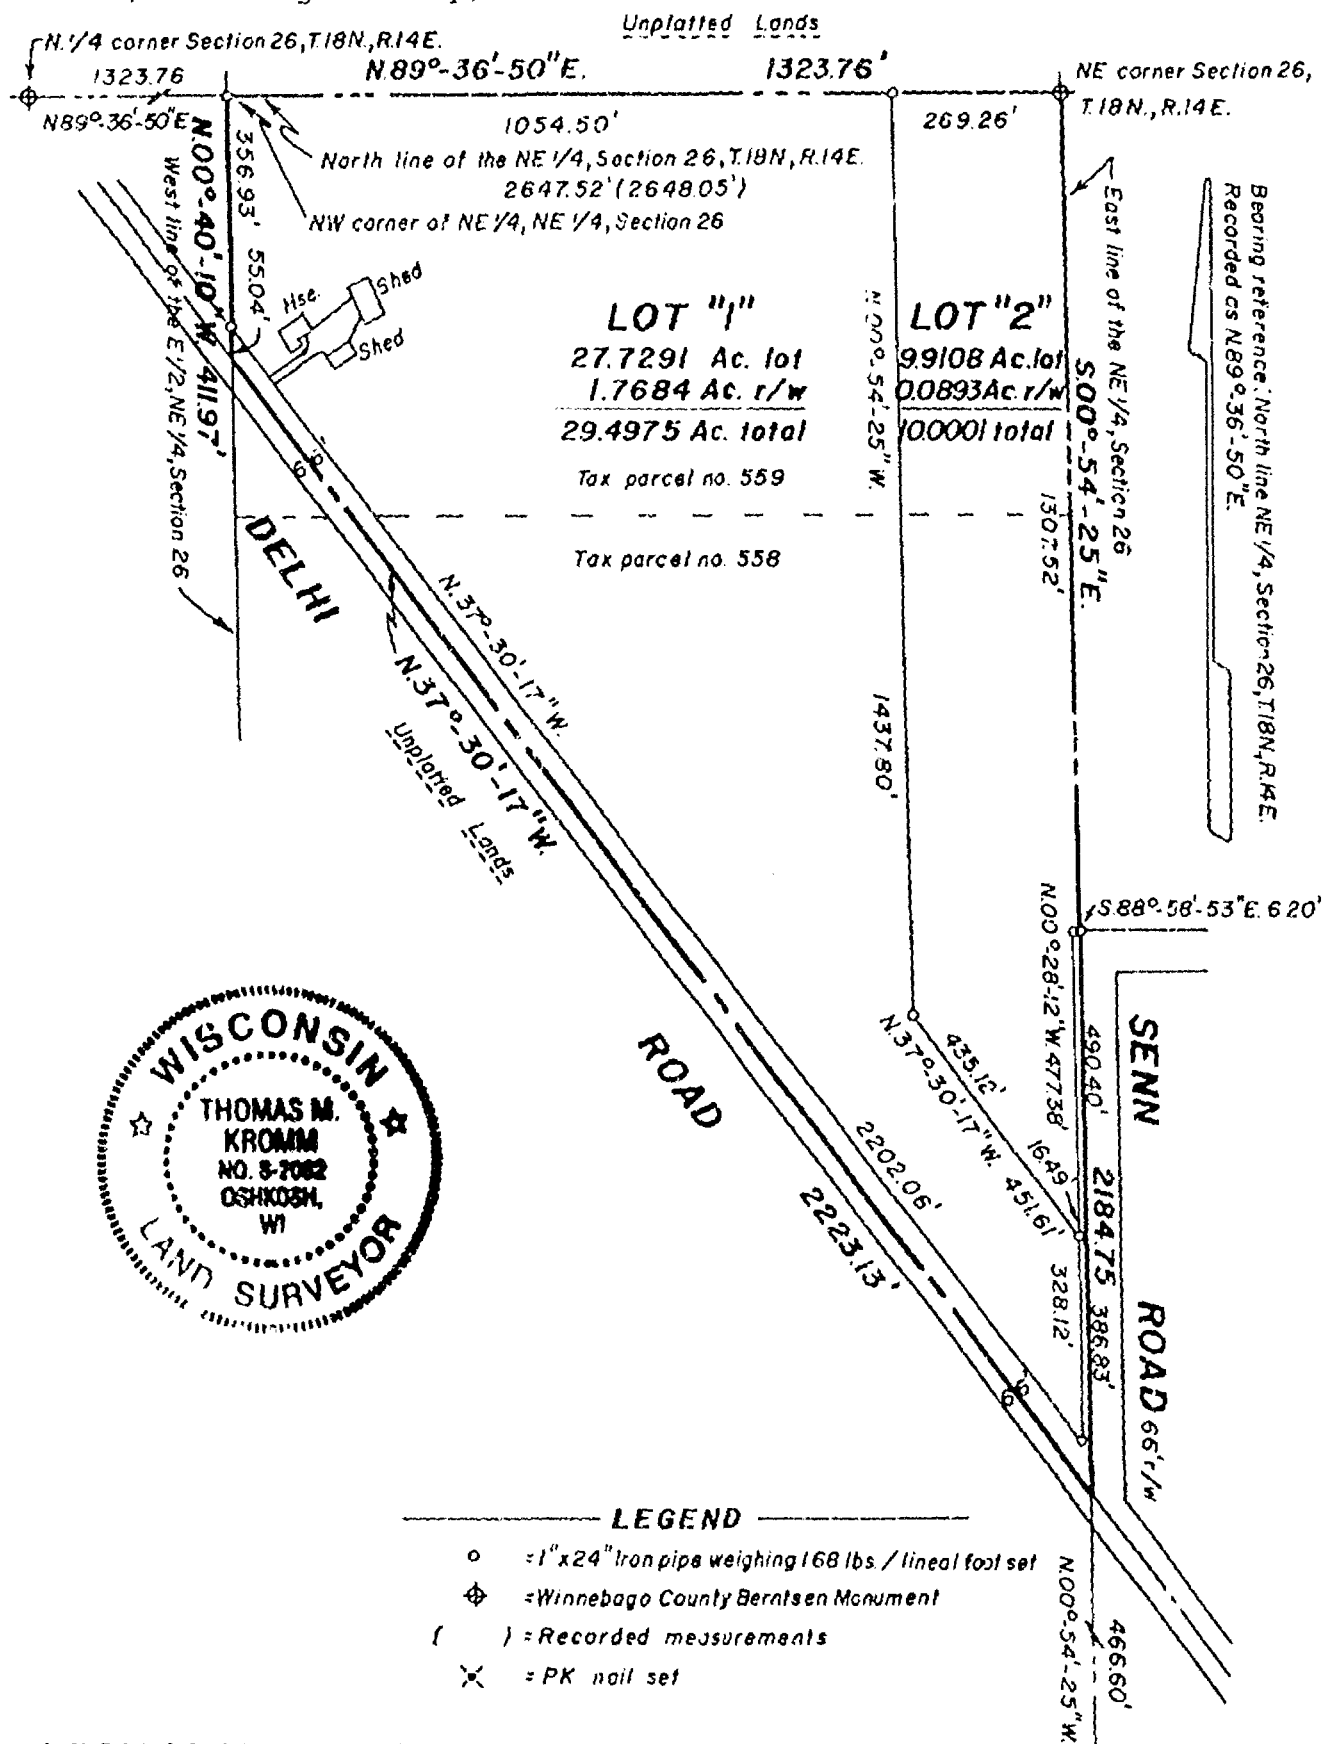 Unplatted Lands
N. 1/4 corner Section 26, T.18N., R.14E.
1323.76
N.89°-36'-50"E.
1323.76'
NE corner Section 26,
T.18N., R.14E.
N89°-36'-50"E
1054.50'
269.26'
North line of the NE 1/4, Section 26, T.18N, R.14E.
2647.52' (2648.05')
NW corner of NE 1/4, NE 1/4, Section 26
N.00°-40'-10"W. 411.97'
356.93'
55.04'
West line of the E 1/2, NE 1/4, Section 26
Hse.
Shed
Shed
LOT "1"
27.7291 Ac. lot
1.7684 Ac. r/w
29.4975 Ac. total
Tax parcel no. 559
Tax parcel no. 558
N.00°-54'-25"W.
1437.80'
LOT "2"
9.9108 Ac. lot
0.0893 Ac. r/w
10.0001 total
S.00°-54'-25"E.
1307.52'
East line of the NE 1/4, Section 26
Bearing reference: North line NE 1/4, Section 26, T.18N, R.14E.
Recorded as N.89°-36'-50"E.
DELHI
ROAD
N.37°-30'-17"W.
N.37°-30'-17"W.
Unplatted Lands
S.88°-58'-53"E. 6.20'
N.00°-28'-12"W. 477.38'
490.40'
N.37°-30'-17"W. 451.61'
435.12'
16.49'
2202.06'
2223.13'
328.12'
2184.75
386.83'
SENN
ROAD 66' r/w
N.00°-54'-25"W.
466.60'
WISCONSIN
THOMAS M.
KROMM
OSHKOSH,
WI
LAND SURVEYOR
LEGEND
= 1"x24" Iron pipe weighing 1.68 lbs. / lineal foot set
= Winnebago County Berntsen Monument
( ) = Recorded measurements
= PK nail set